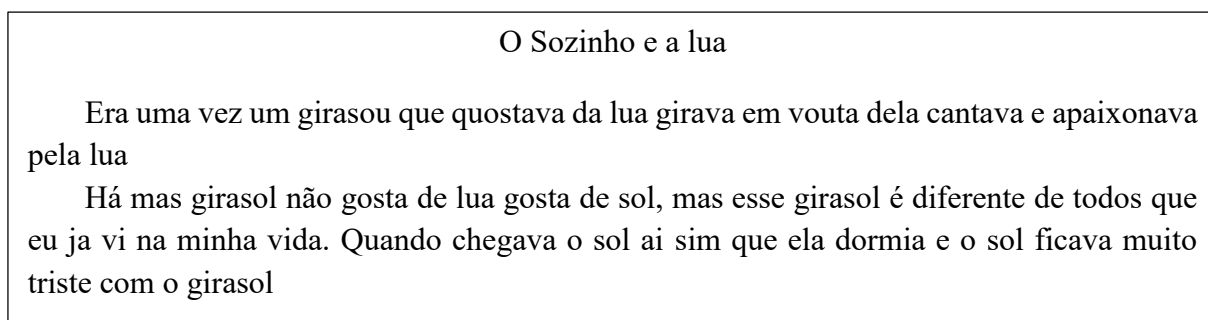 O Sozinho e a lua
Era uma vez um girasou que quostava da lua girava em vouta dela cantava e apaixonava
pela lua
Há mas girasol não gosta de lua gosta de sol, mas esse girasol é diferente de todos que
eu ja vi na minha vida. Quando chegava o sol ai sim que ela dormia e o sol ficava muito
triste com o girasol